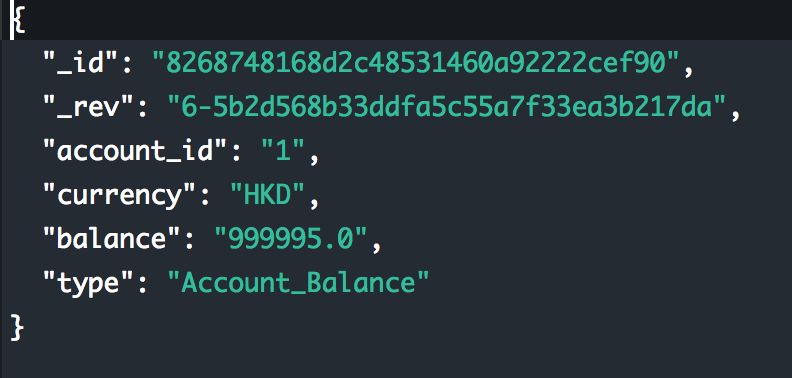 {
"_id": "8268748168d2c48531460a92222cef90",
"_rev": "6-5b2d568b33ddfa5c55a7f33ea3b217da",
"account_id": "1",
"currency": "HKD",
"balance": "999995.0",
"type": "Account_Balance"
}